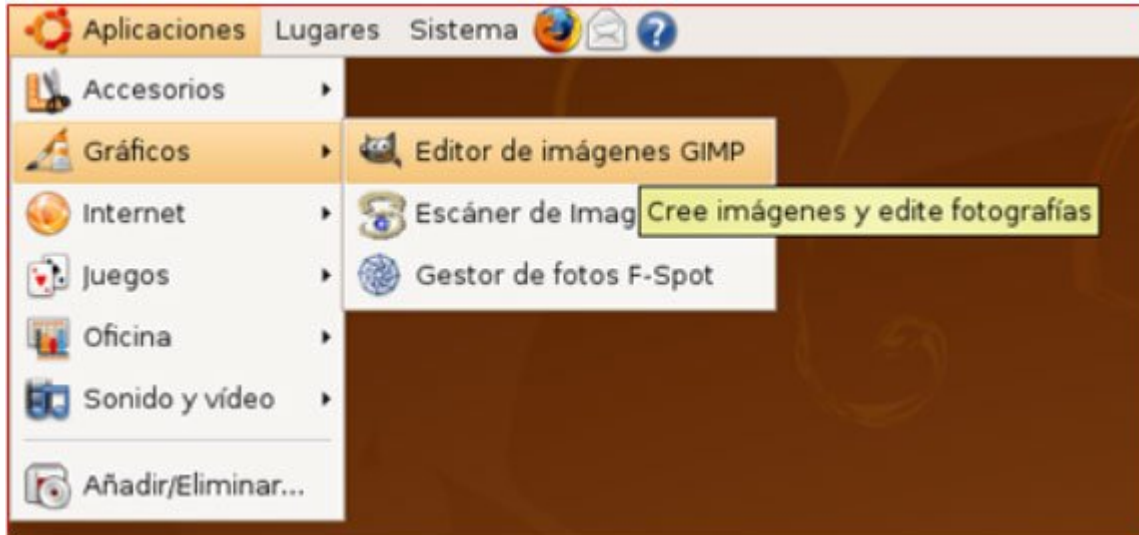 Aplicaciones Lugares Sistema
Accesorios
Gráficos
Internet
Juegos
Oficina
Sonido y vídeo
Añadir/Eliminar...
Editor de imágenes GIMP
Escáner de Imag
Gestor de fotos F-Spot
Cree imágenes y edite fotografías